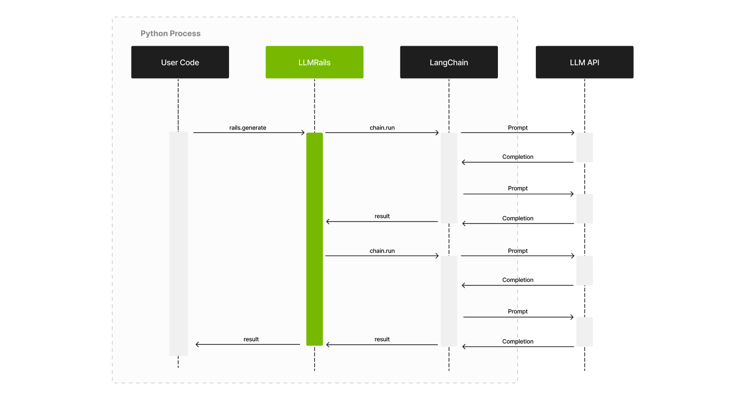 Python Process
User Code
LLMRails
LangChain
LLM API
rails.generate
chain.run
Prompt
Completion
Prompt
result
Completion
chain.run
Prompt
Completion
Prompt
result
result
Completion